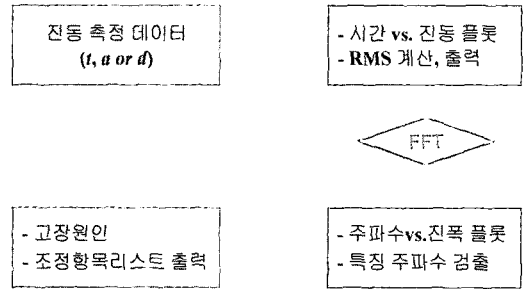 진동 측정 데이터
(t, a or d)
- 시간 vs. 진동 플롯
- RMS 계산, 출력
FFT
- 고장원인
- 조정항목리스트 출력
- 주파수vs.진폭 플롯
- 특징 주파수 검출